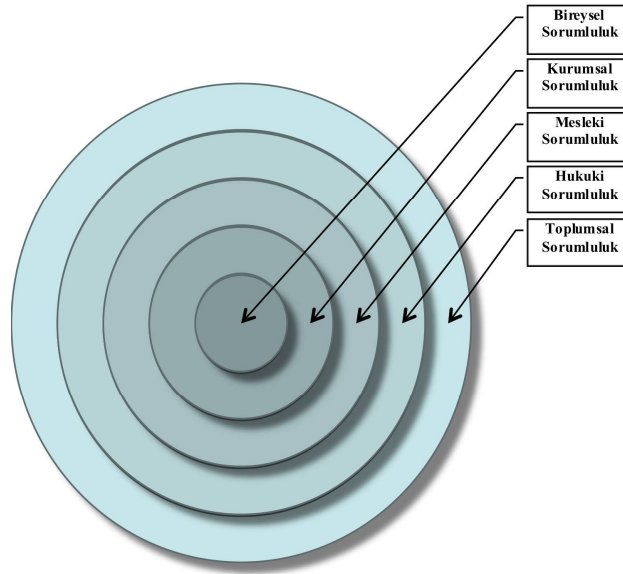 Bireysel
Sorumluluk
Kurumsal
Sorumluluk
Mesleki
Sorumluluk
Hukuki
Sorumluluk
Toplumsal
Sorumluluk